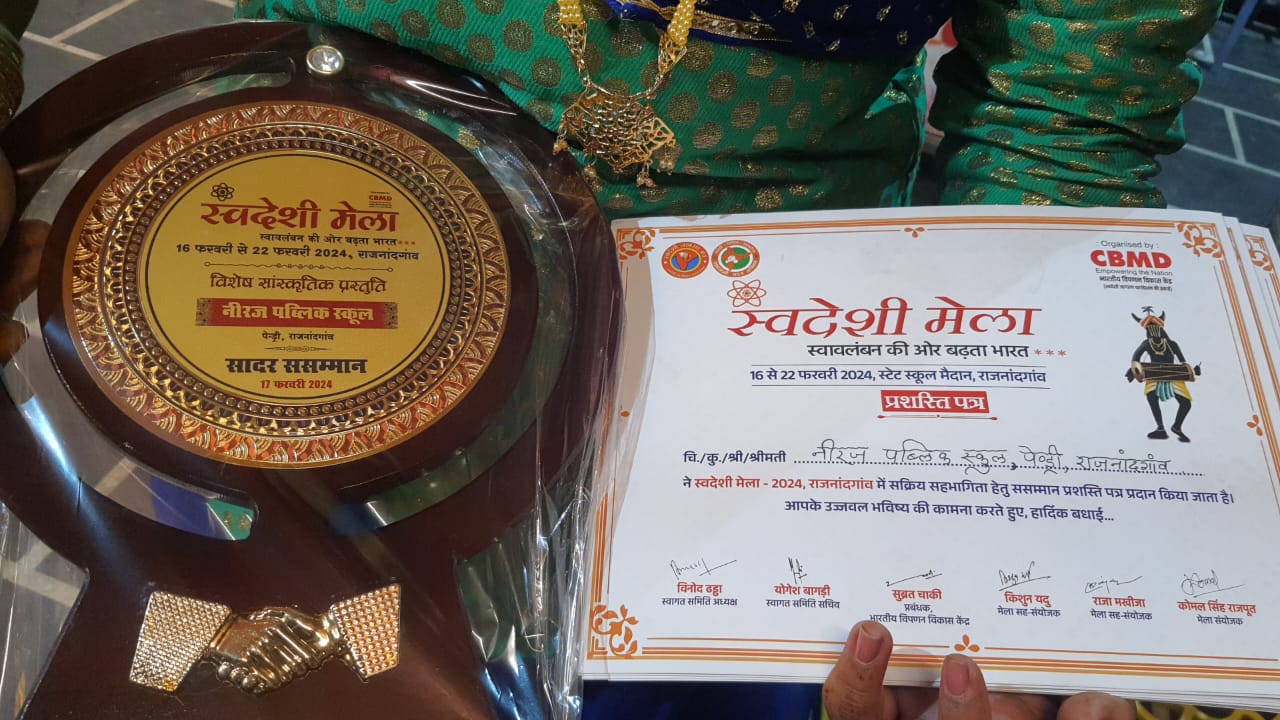 CBMD
स्वदेशी मेला
स्वावलंबन की ओर बढ़ता भारत***
16 फरवरी से 22 फरवरी 2024, राजनांदगांव
विशेष सांस्कृतिक प्रस्तुति
नीरज पब्लिक स्कूल
पेन्ड्री, राजनांदगांव
सादर ससम्मान
17 फरवरी 2024
Organised by :
CBMD
Empowering the Nation
भारतीय विपणन विकास केंद्र
स्वदेशी मेला
स्वावलंबन की ओर बढ़ता भारत ***
16 से 22 फरवरी 2024, स्टेट स्कूल मैदान, राजनांदगांव
प्रशस्ति पत्र
चि./कु./श्री/श्रीमती नीरज पब्लिक स्कूल, पेन्ड्री, राजनांदगांव
ने स्वदेशी मेला - 2024, राजनांदगांव में सक्रिय सहभागिता हेतु ससम्मान प्रशस्ति पत्र प्रदान किया जाता है।
आपके उज्जवल भविष्य की कामना करते हुए, हार्दिक बधाई...
विनोद डड्ढा
स्वागत समिति अध्यक्ष
योगेश बागड़ी
स्वागत समिति सचिव
सुब्रत चाकी
प्रबंधक,
भारतीय विपणन विकास केंद्र
किशुन यदु
मेला सह-संयोजक
राजा मखीजा
मेला सह-संयोजक
कोमल सिंह राजपूत
मेला संयोजक